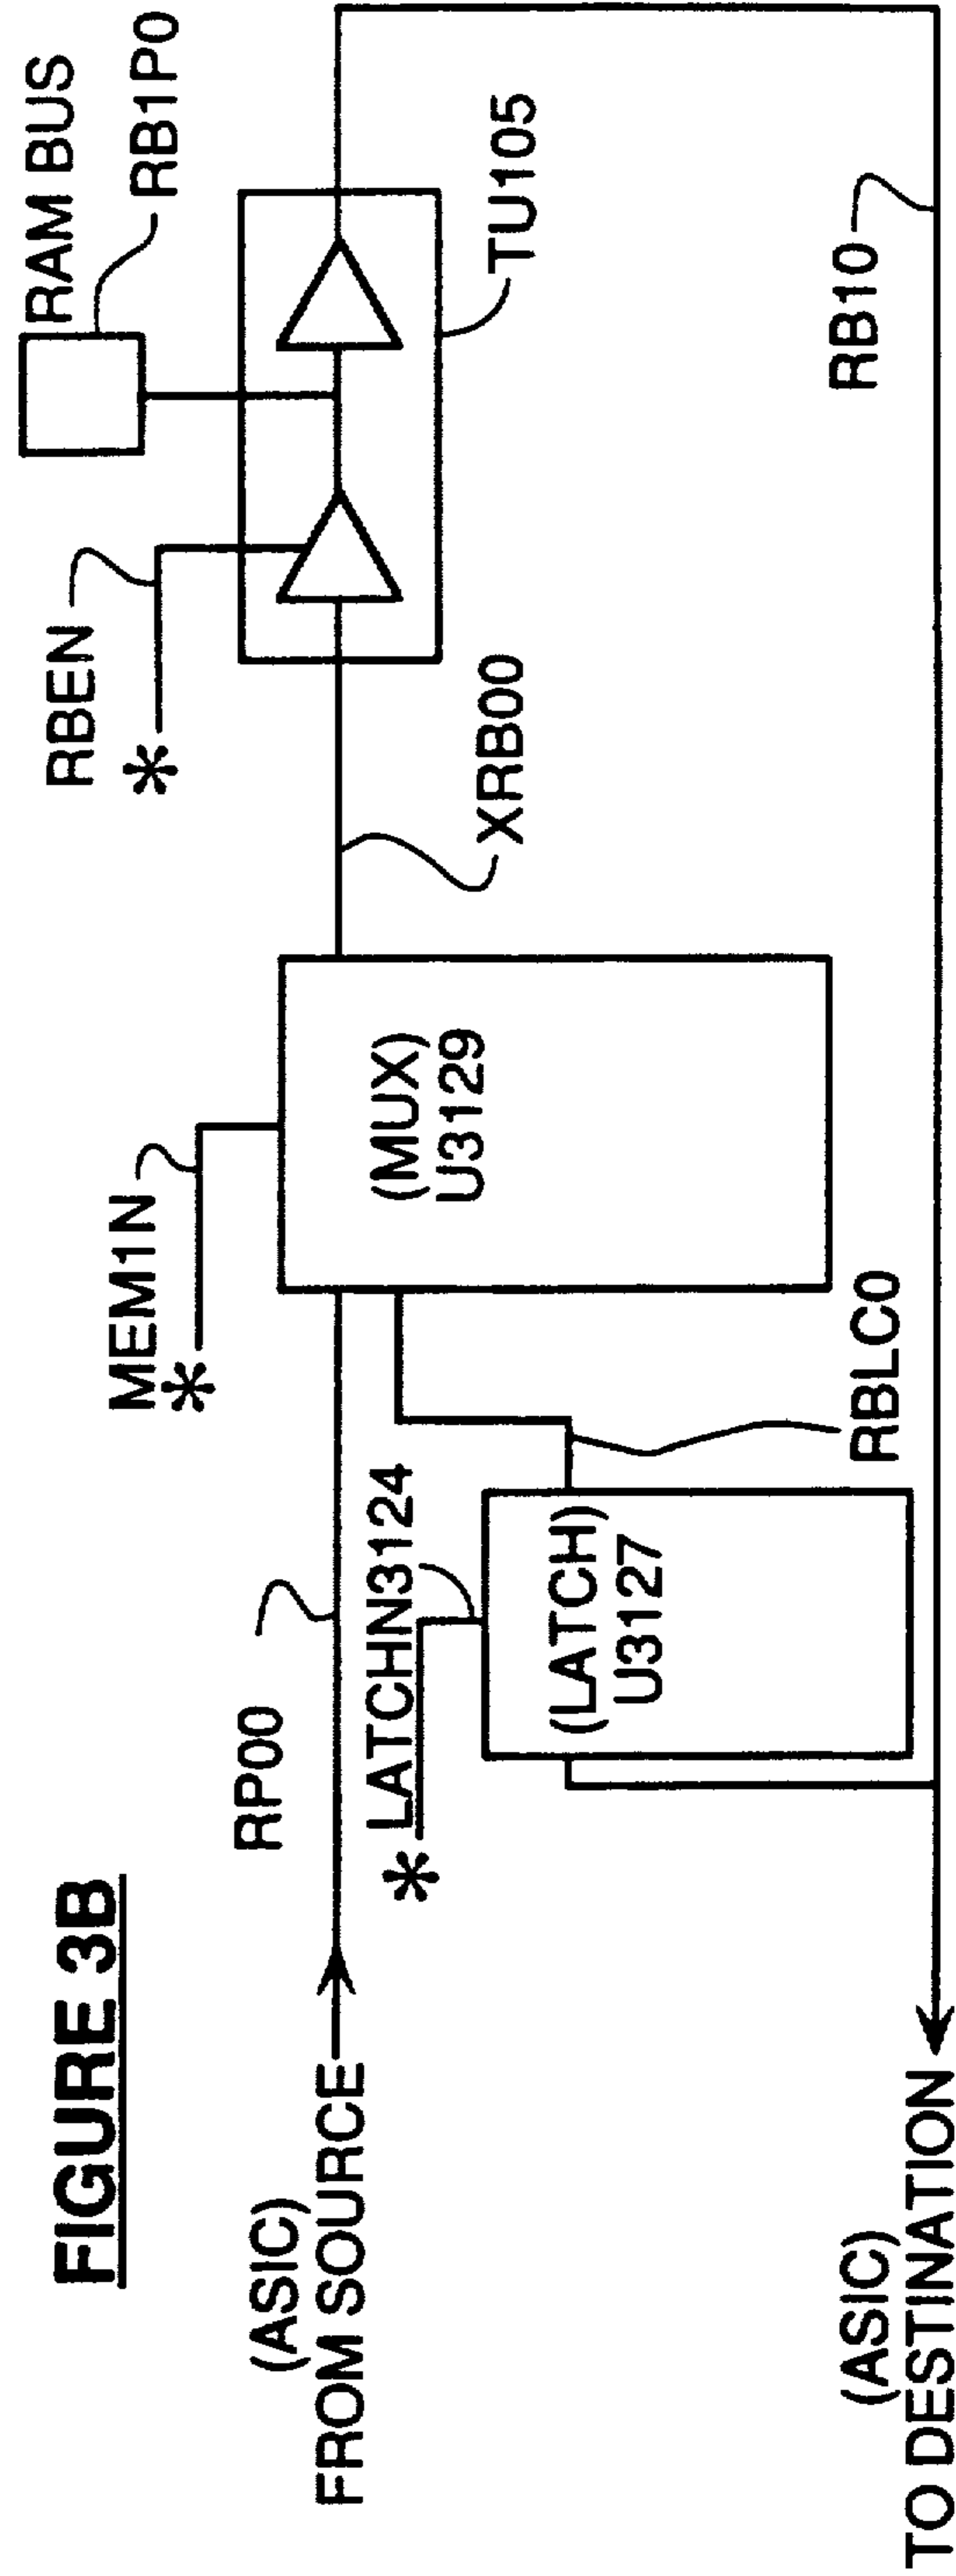 FIGURE 3B
RAM BUS
RB1P0
RBEN
*
TU105
MEM1N
*
XRB00
(MUX)
U3129
RP00
LATCHN3124
*
(LATCH)
U3127
RBLC0
RB10
(ASIC)
FROM SOURCE
(ASIC)
TO DESTINATION